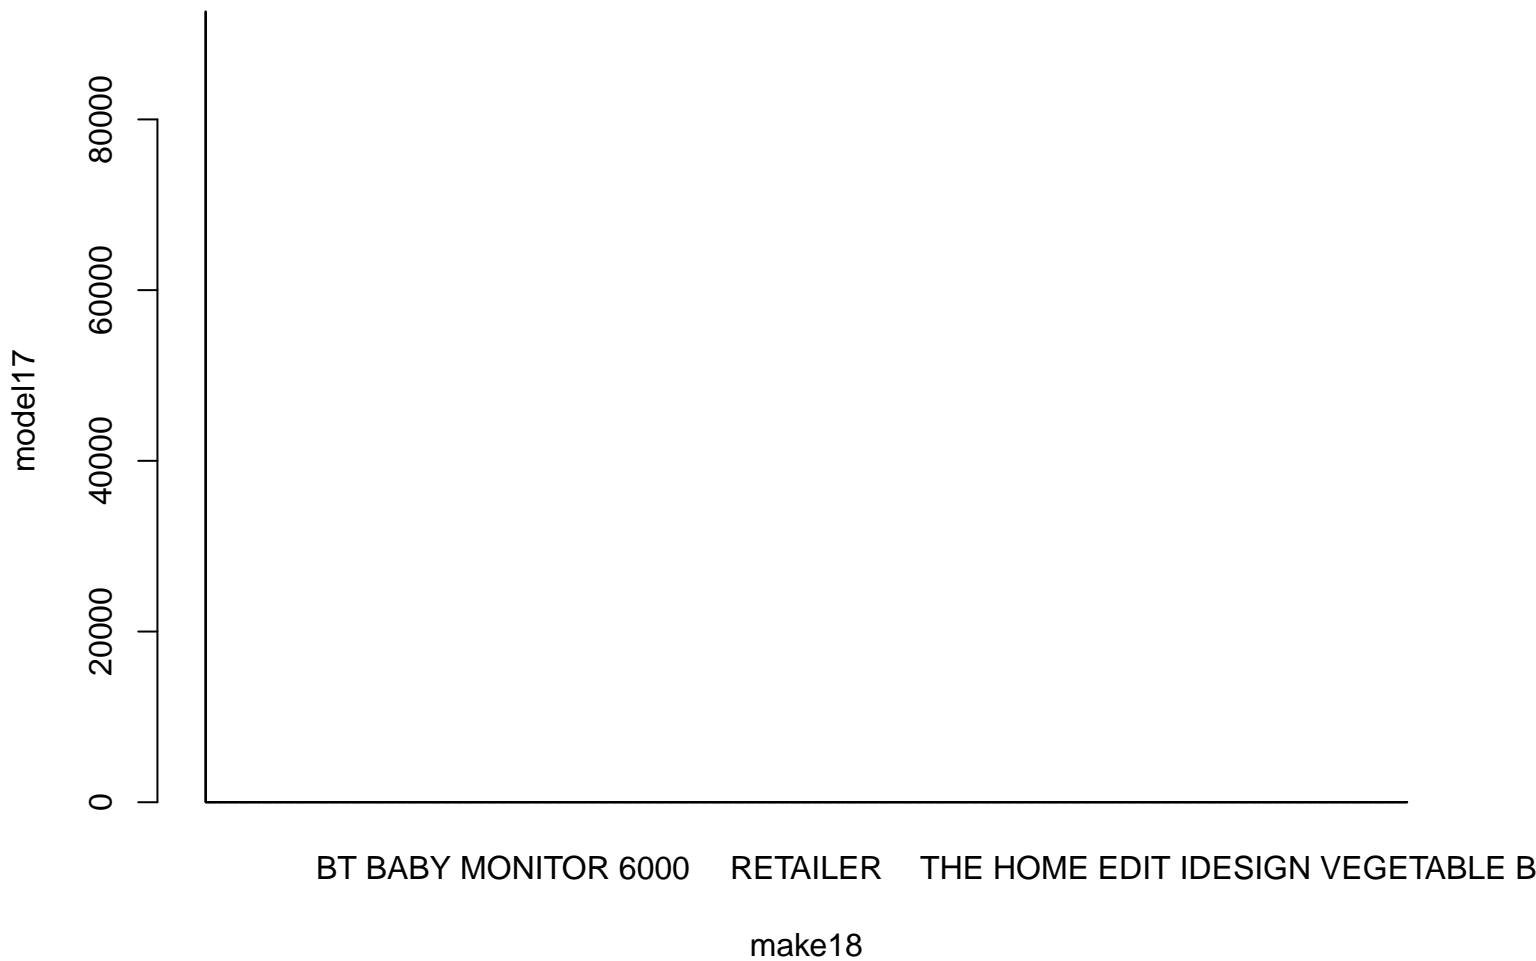 80000
60000
40000
20000
0
model17
BT BABY MONITOR 6000 RETAILER THE HOME EDIT IDESIGN VEGETABLE B
make18